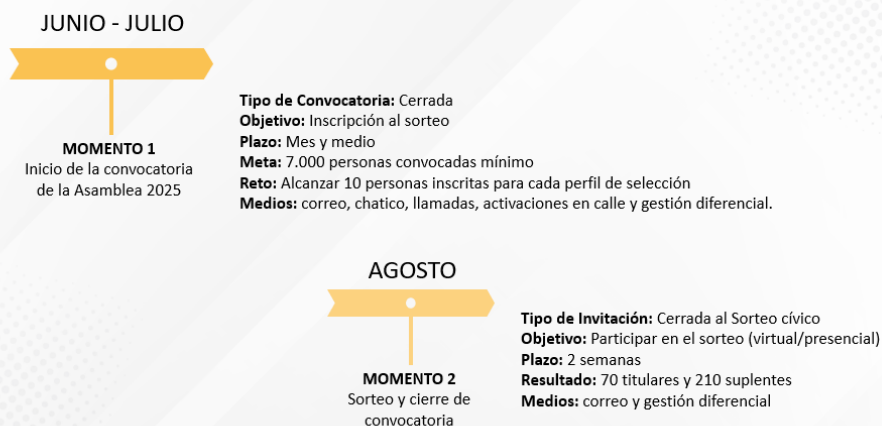 JUNIO - JULIO
MOMENTO 1
Inicio de la convocatoria
de la Asamblea 2025
Tipo de Convocatoria: Cerrada
Objetivo: Inscripción al sorteo
Plazo: Mes y medio
Meta: 7.000 personas convocadas mínimo
Reto: Alcanzar 10 personas inscritas para cada perfil de selección
Medios: correo, chatico, llamadas, activaciones en calle y gestión diferencial.
AGOSTO
MOMENTO 2
Sorteo y cierre de
convocatoria
Tipo de Invitación: Cerrada al Sorteo cívico
Objetivo: Participar en el sorteo (virtual/presencial)
Plazo: 2 semanas
Resultado: 70 titulares y 210 suplentes
Medios: correo y gestión diferencial